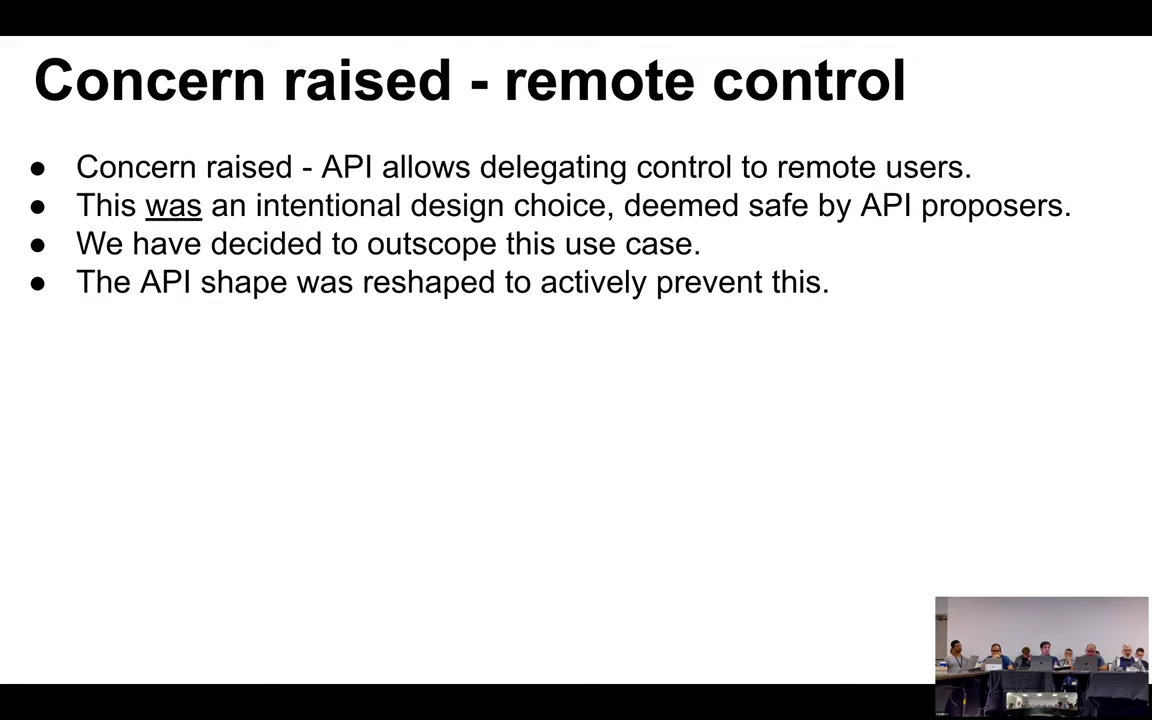 Concern raised - remote control
● Concern raised - API allows delegating control to remote users.
● This was an intentional design choice, deemed safe by API proposers.
● We have decided to outscope this use case.
● The API shape was reshaped to actively prevent this.